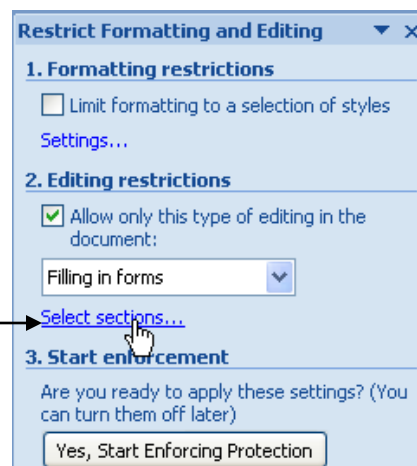 Restrict Formatting and Editing
1. Formatting restrictions
Limit formatting to a selection of styles
Settings...
2. Editing restrictions
Allow only this type of editing in the
document:
Filling in forms
Select sections...
3. Start enforcement
Are you ready to apply these settings? (You
can turn them off later)
Yes, Start Enforcing Protection